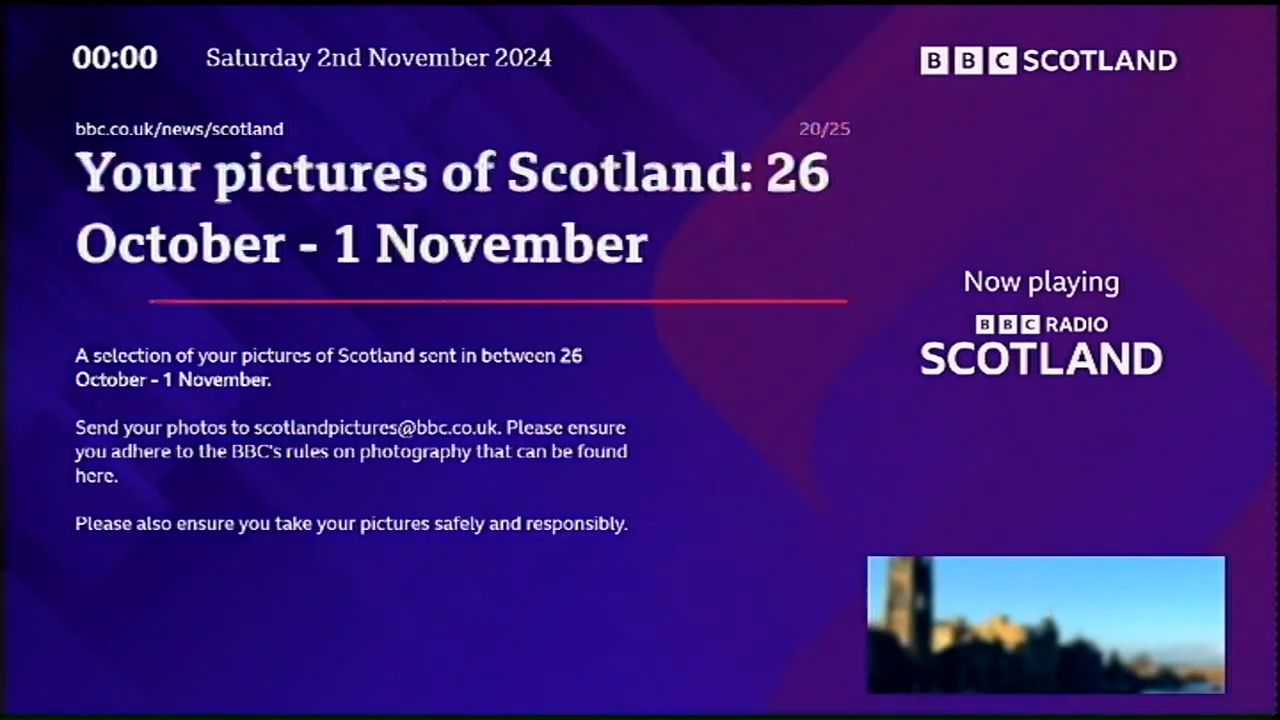 00:00 Saturday 2nd November 2024
BBC SCOTLAND
bbc.co.uk/news/scotland 20/25
Your pictures of Scotland: 26
October - 1 November
A selection of your pictures of Scotland sent in between 26
October - 1 November.
Send your photos to scotlandpictures@bbc.co.uk. Please ensure
you adhere to the BBC's rules on photography that can be found
here.
Please also ensure you take your pictures safely and responsibly.
Now playing
BBC RADIO
SCOTLAND